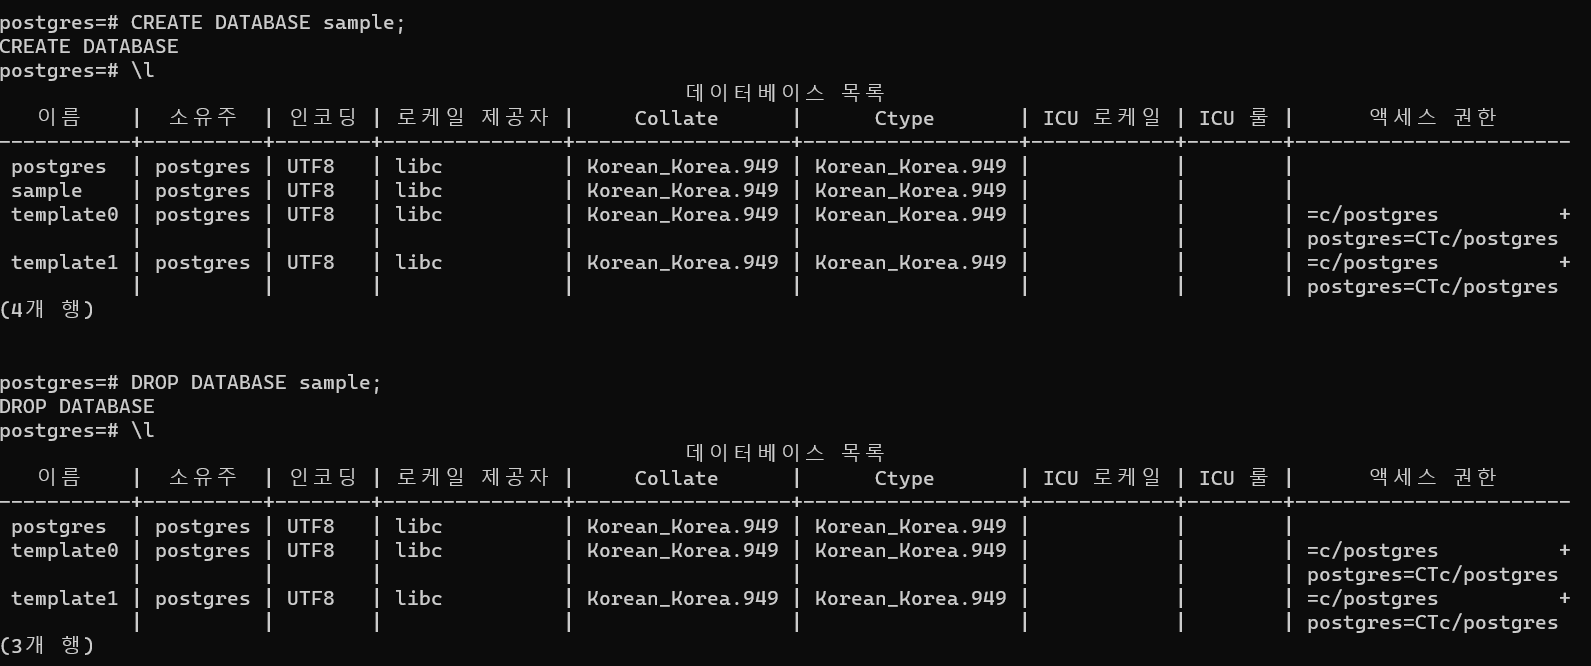 postgres=# CREATE DATABASE sample;
CREATE DATABASE
postgres=# \l
                                                         데이터베이스 목록
   이름    |  소유주  | 인코딩 | 로케일 제공자 |     Collate      |      Ctype       | ICU 로케일 | ICU 룰 |      액세스 권한
-----------+----------+--------+---------------+------------------+------------------+------------+--------+-----------------------
 postgres  | postgres | UTF8   | libc          | Korean_Korea.949 | Korean_Korea.949 |            |        |
 sample    | postgres | UTF8   | libc          | Korean_Korea.949 | Korean_Korea.949 |            |        |
 template0 | postgres | UTF8   | libc          | Korean_Korea.949 | Korean_Korea.949 |            |        | =c/postgres          +
           |          |        |               |                  |                  |            |        | postgres=CTc/postgres
 template1 | postgres | UTF8   | libc          | Korean_Korea.949 | Korean_Korea.949 |            |        | =c/postgres          +
           |          |        |               |                  |                  |            |        | postgres=CTc/postgres
(4개 행)

postgres=# DROP DATABASE sample;
DROP DATABASE
postgres=# \l
                                                         데이터베이스 목록
   이름    |  소유주  | 인코딩 | 로케일 제공자 |     Collate      |      Ctype       | ICU 로케일 | ICU 룰 |      액세스 권한
-----------+----------+--------+---------------+------------------+------------------+------------+--------+-----------------------
 postgres  | postgres | UTF8   | libc          | Korean_Korea.949 | Korean_Korea.949 |            |        |
 template0 | postgres | UTF8   | libc          | Korean_Korea.949 | Korean_Korea.949 |            |        | =c/postgres          +
           |          |        |               |                  |                  |            |        | postgres=CTc/postgres
 template1 | postgres | UTF8   | libc          | Korean_Korea.949 | Korean_Korea.949 |            |        | =c/postgres          +
           |          |        |               |                  |                  |            |        | postgres=CTc/postgres
(3개 행)